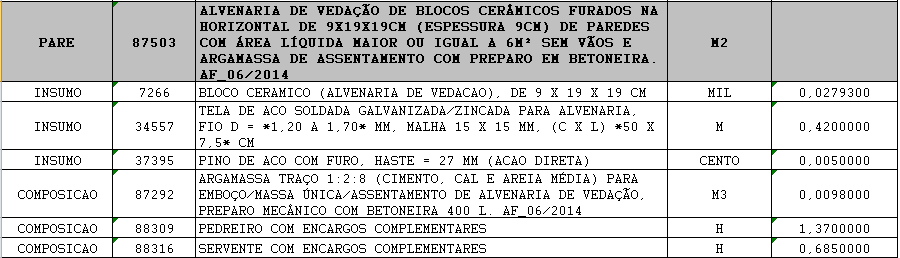 ALVENARIA DE VEDAÇÃO DE BLOCOS CERÂMICOS FURADOS NA
HORIZONTAL DE 9X19X19CM (ESPESSURA 9CM) DE PAREDES
PARE 87503 COM ÁREA LÍQUIDA MAIOR OU IGUAL A 6M² SEM VÃOS E M2
ARGAMASSA DE ASSENTAMENTO COM PREPARO EM BETONEIRA.
AF_06/2014
INSUMO 7266 BLOCO CERAMICO (ALVENARIA DE VEDACAO), DE 9 X 19 X 19 CM MIL 0,0279300
TELA DE ACO SOLDADA GALVANIZADA/ZINCADA PARA ALVENARIA,
INSUMO 34557 FIO D = *1,20 A 1,70* MM, MALHA 15 X 15 MM, (C X L) *50 X M 0,4200000
7,5* CM
INSUMO 37395 PINO DE ACO COM FURO, HASTE = 27 MM (ACAO DIRETA) CENTO 0,0050000
ARGAMASSA TRAÇO 1:2:8 (CIMENTO, CAL E AREIA MÉDIA) PARA
COMPOSICAO 87292 EMBOÇO/MASSA ÚNICA/ASSENTAMENTO DE ALVENARIA DE VEDAÇÃO, M3 0,0098000
PREPARO MECÂNICO COM BETONEIRA 400 L. AF_06/2014
COMPOSICAO 88309 PEDREIRO COM ENCARGOS COMPLEMENTARES H 1,3700000
COMPOSICAO 88316 SERVENTE COM ENCARGOS COMPLEMENTARES H 0,6850000